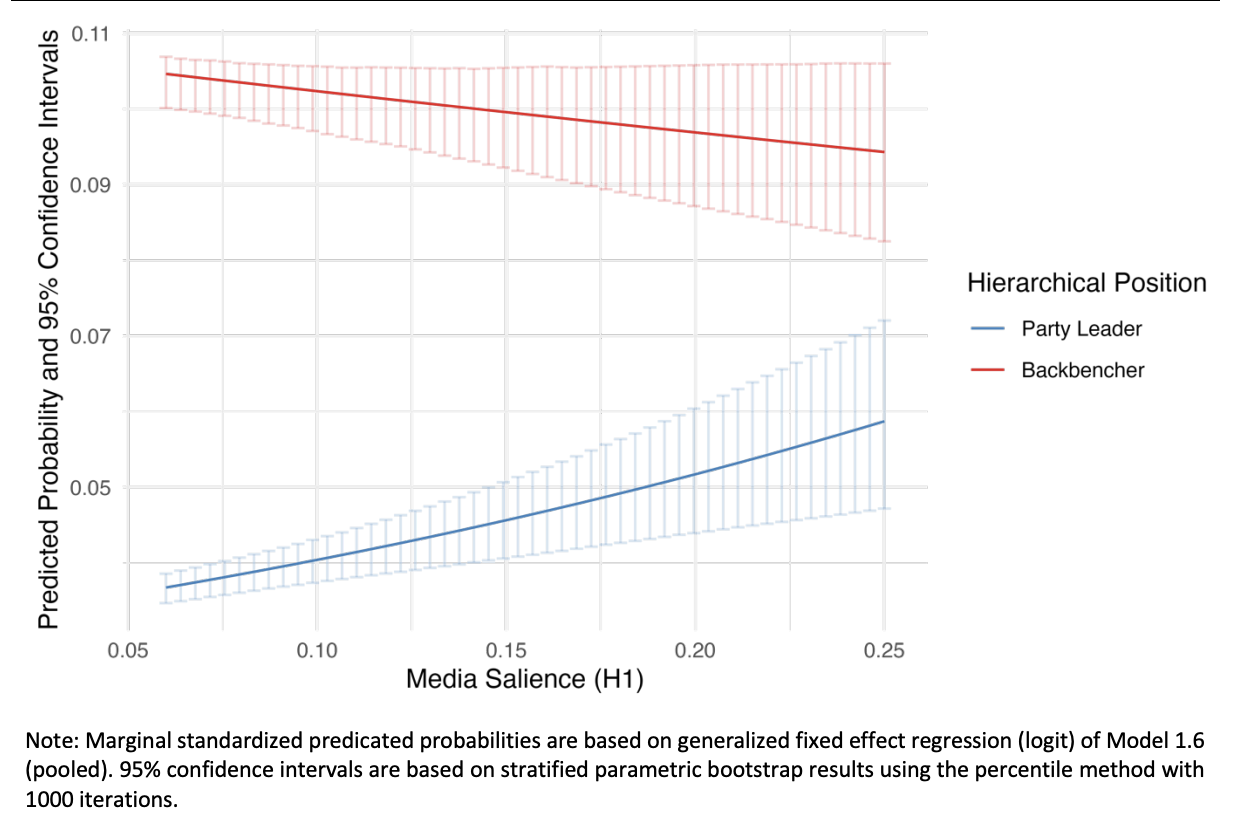 Predicted Probability and 95% Confidence Intervals
0.11
0.09
0.07
0.05
0.05 0.10 0.15 0.20 0.25
Media Salience (H1)
Hierarchical Position
Party Leader
Backbencher
Note: Marginal standardized predicated probabilities are based on generalized fixed effect regression (logit) of Model 1.6
(pooled). 95% confidence intervals are based on stratified parametric bootstrap results using the percentile method with
1000 iterations.